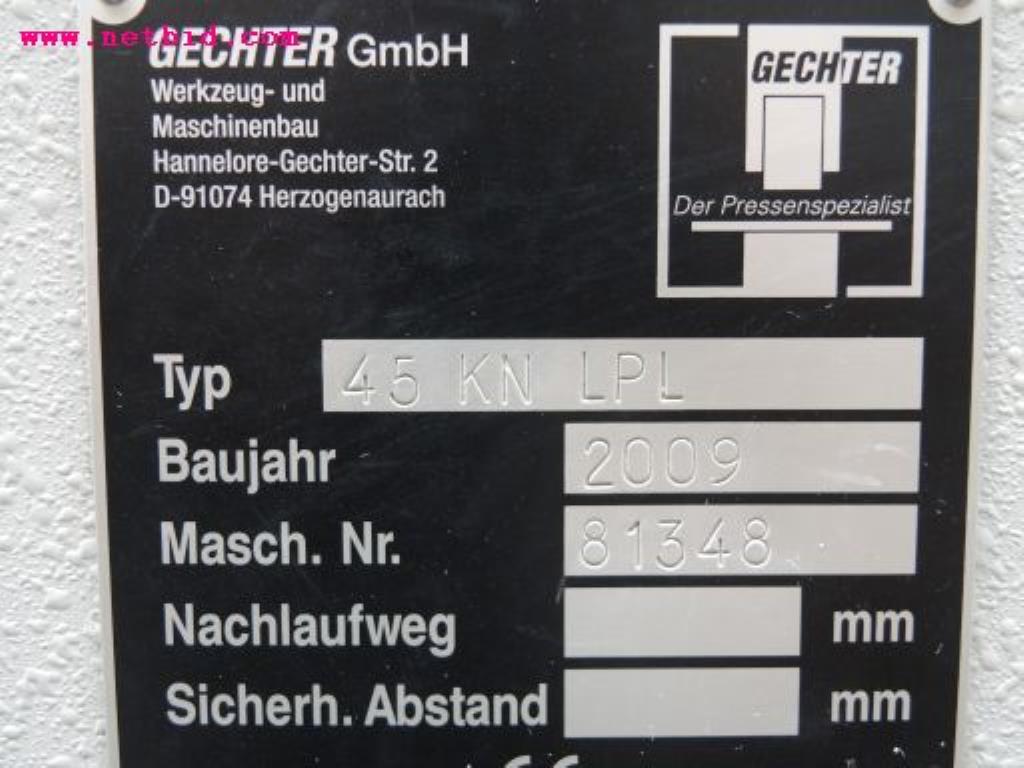 www.netbid.com
GECHTER GmbH
Werkzeug- und
Maschinenbau
Hannelore-Gechter-Str. 2
D-91074 Herzogenaurach
GECHTER
Der Pressenspezialist
Typ 45 KN LPL
Baujahr 2009
Masch. Nr. 81348
Nachlaufweg mm
Sicherh. Abstand mm